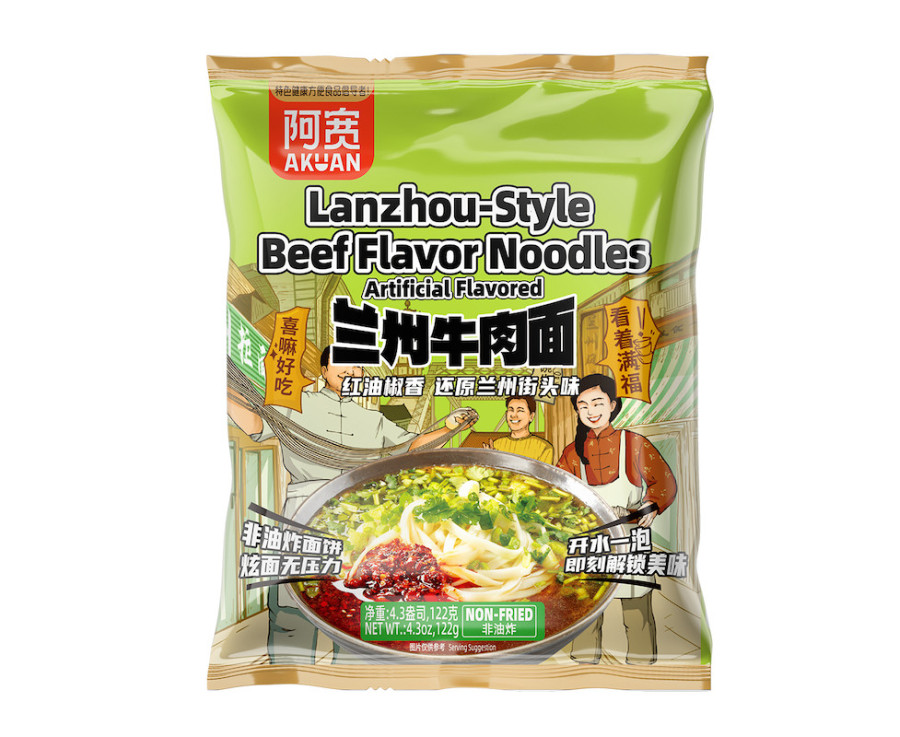 特色健康方便食品倡导者!
阿宽
AKUAN
Lanzhou-Style
Beef Flavor Noodles
Artificial Flavored
兰州牛肉面
红油椒香 还原兰州街头味
喜嘛好吃
看着满福
非油炸面饼
炫面无压力
开水一泡
即刻解锁美味
净重:4.3盎司,122克
NET WT.:4.3oz,122g
NON-FRIED
非油炸
图片仅供参考 Serving Suggestion